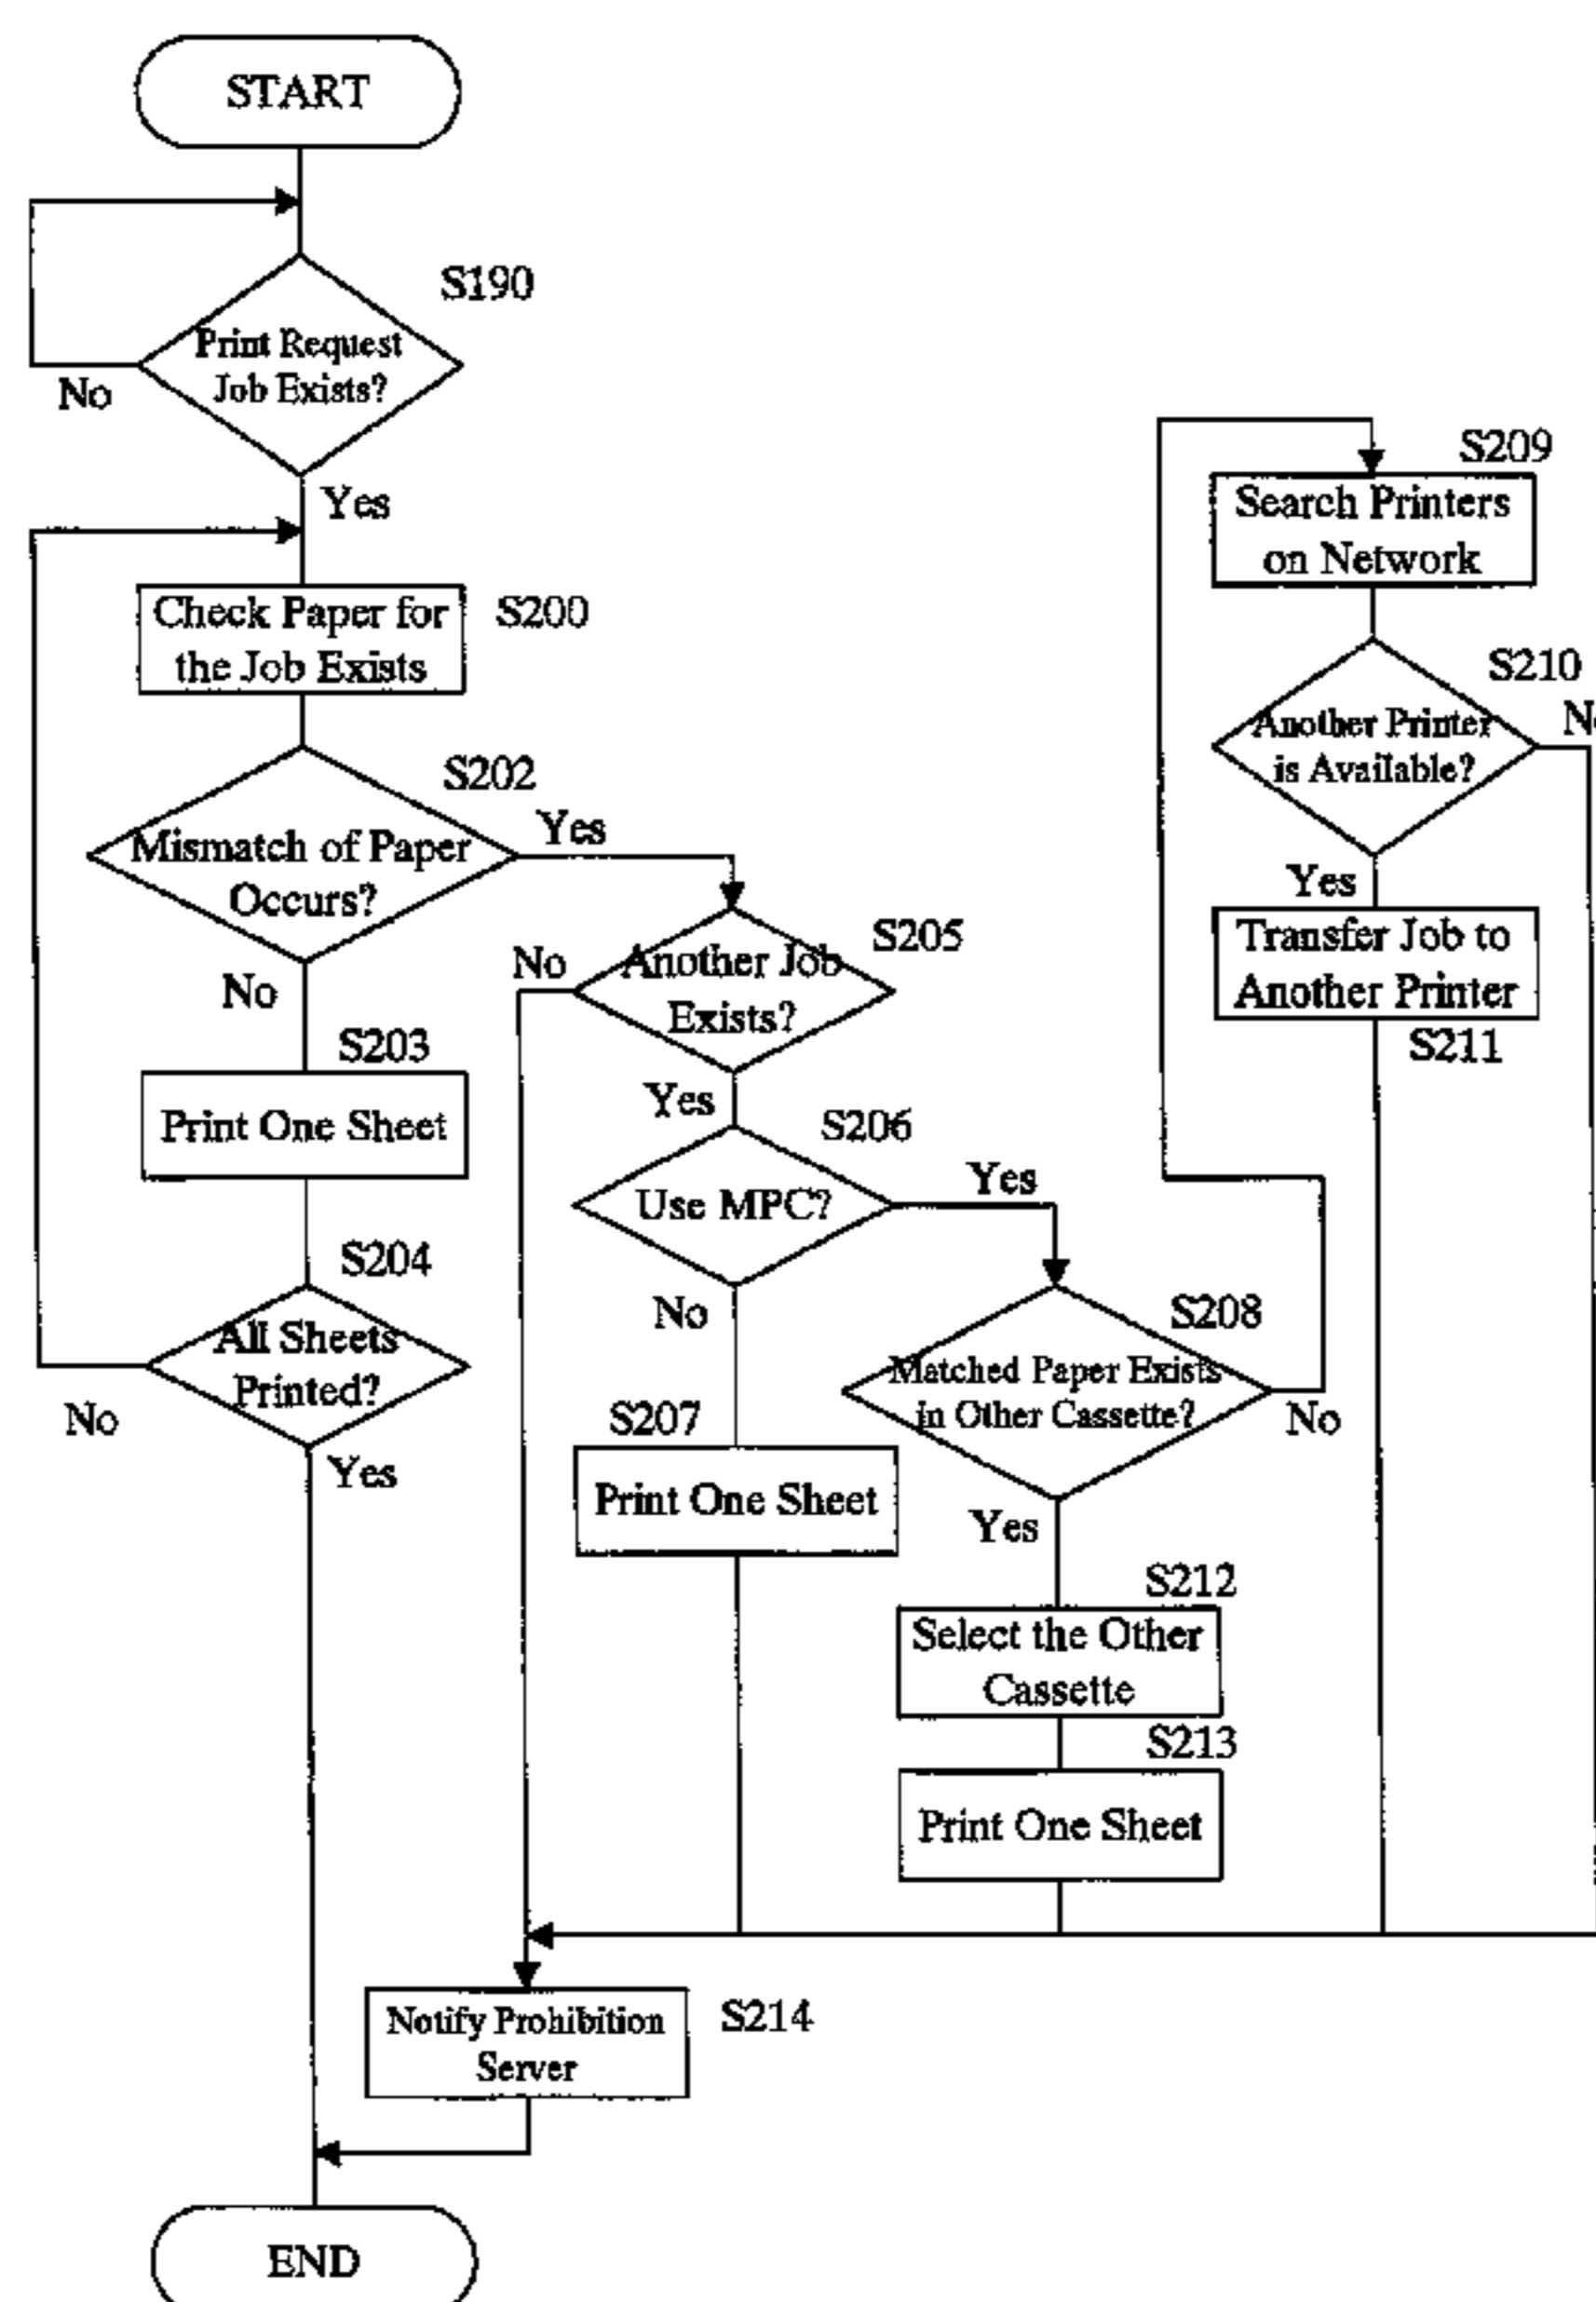 START
S190
Print Request
Job Exists?
No
Yes
Check Paper for
the Job Exists
S200
S202
Mismatch of Paper
Occurs?
Yes
No
S203
Print One Sheet
S204
All Sheets
Printed?
No
Yes
S205
Another Job
Exists?
No
Yes
S206
Use MPC?
Yes
No
S207
Print One Sheet
S208
Matched Paper Exists
in Other Cassette?
No
Yes
S212
Select the Other
Cassette
S213
Print One Sheet
S209
Search Printers
on Network
S210
Another Printer
is Available?
Yes
Transfer Job to
Another Printer
S211
Notify Prohibition
Server
S214
END